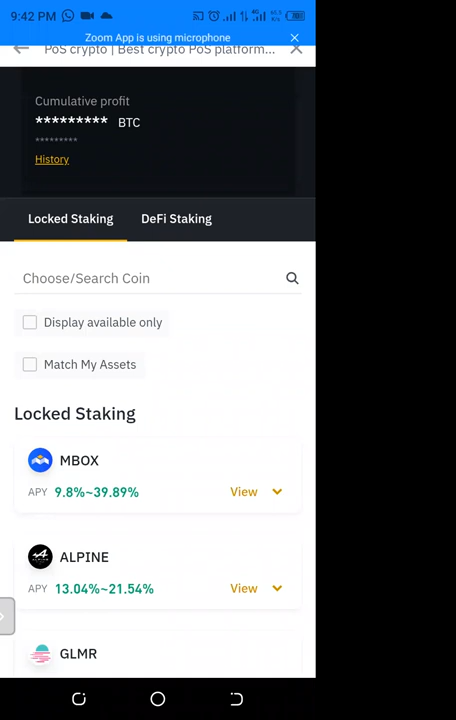 9:42 PM
Zoom App is using microphone
PoS crypto | Best crypto PoS platform...
Cumulative profit
********* BTC
*********
History
Locked Staking DeFi Staking
Choose/Search Coin
Display available only
Match My Assets
Locked Staking
MBOX
APY 9.8%~39.89% View
ALPINE
APY 13.04%~21.54% View
GLMR